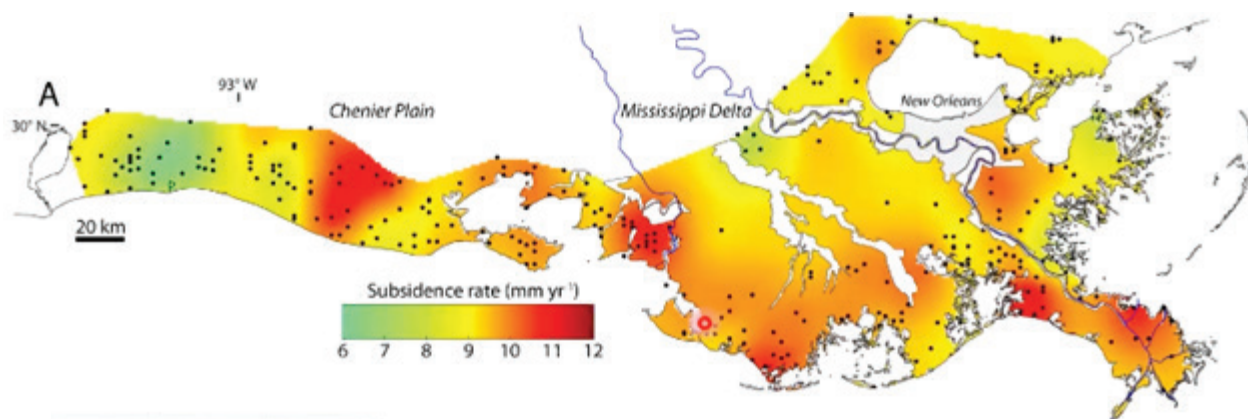 A
93° W
30° N
Chenier Plain
Mississippi Delta
New Orleans
20 km
Subsidence rate (mm yr⁻¹)
6 7 8 9 10 11 12